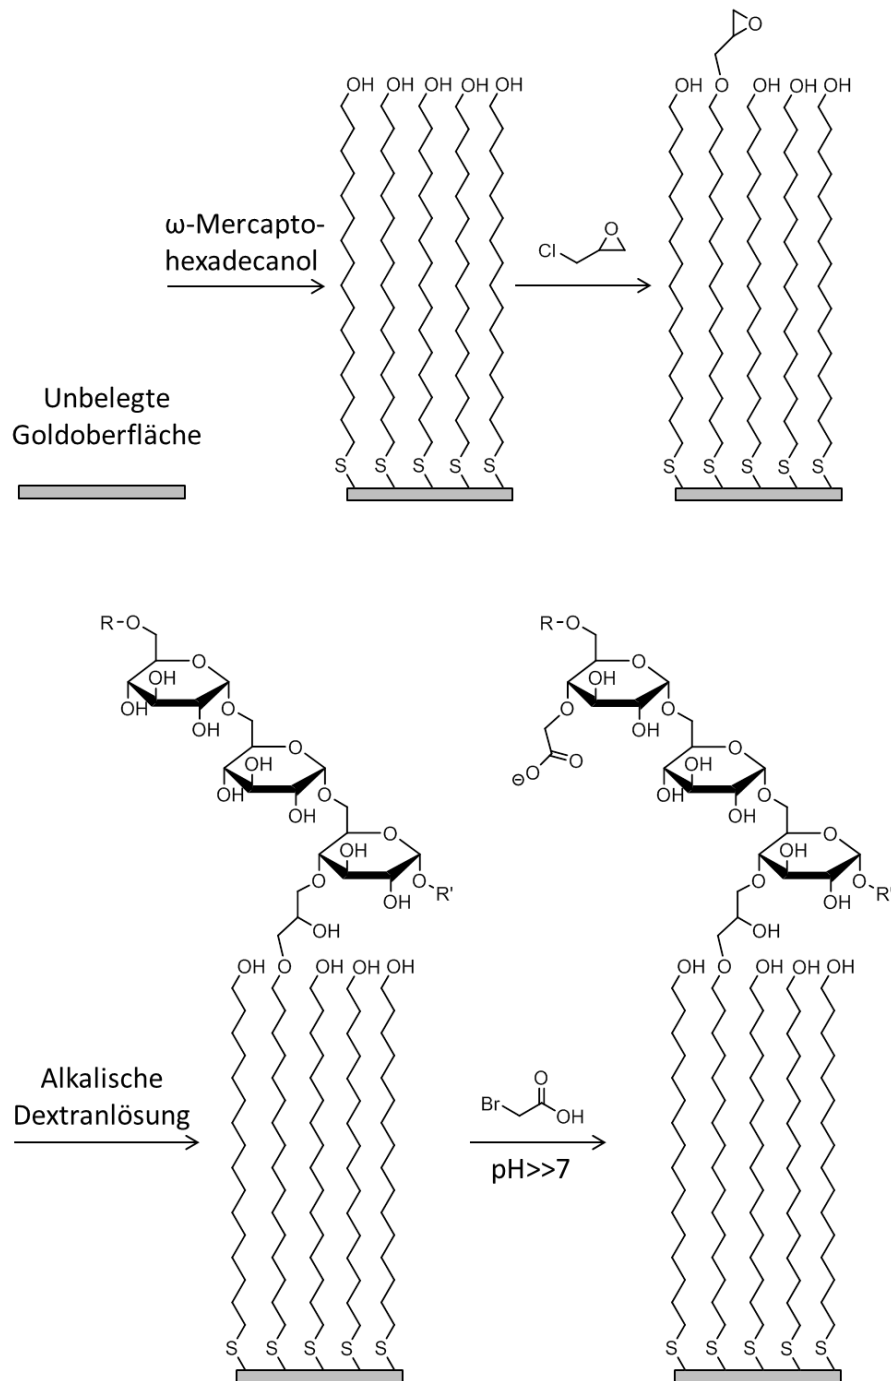 O
OH OH OH OH OH
OH O OH OH OH
ω-Mercapto-
hexadecanol
O
Cl
Unbelegte
Goldoberfläche
S S S S S
S S S S S
R-O
O
OH
OH OH O
O
OH
OH OH O
O
OH
O OH O R'
OH
OH O OH OH OH
R-O
O
OH
O OH O
O
⊖O
O
OH
OH OH O
O
OH
O OH O R'
OH
OH O OH OH OH
Alkalische
Dextranlösung
O
Br OH
pH>>7
S S S S S
S S S S S